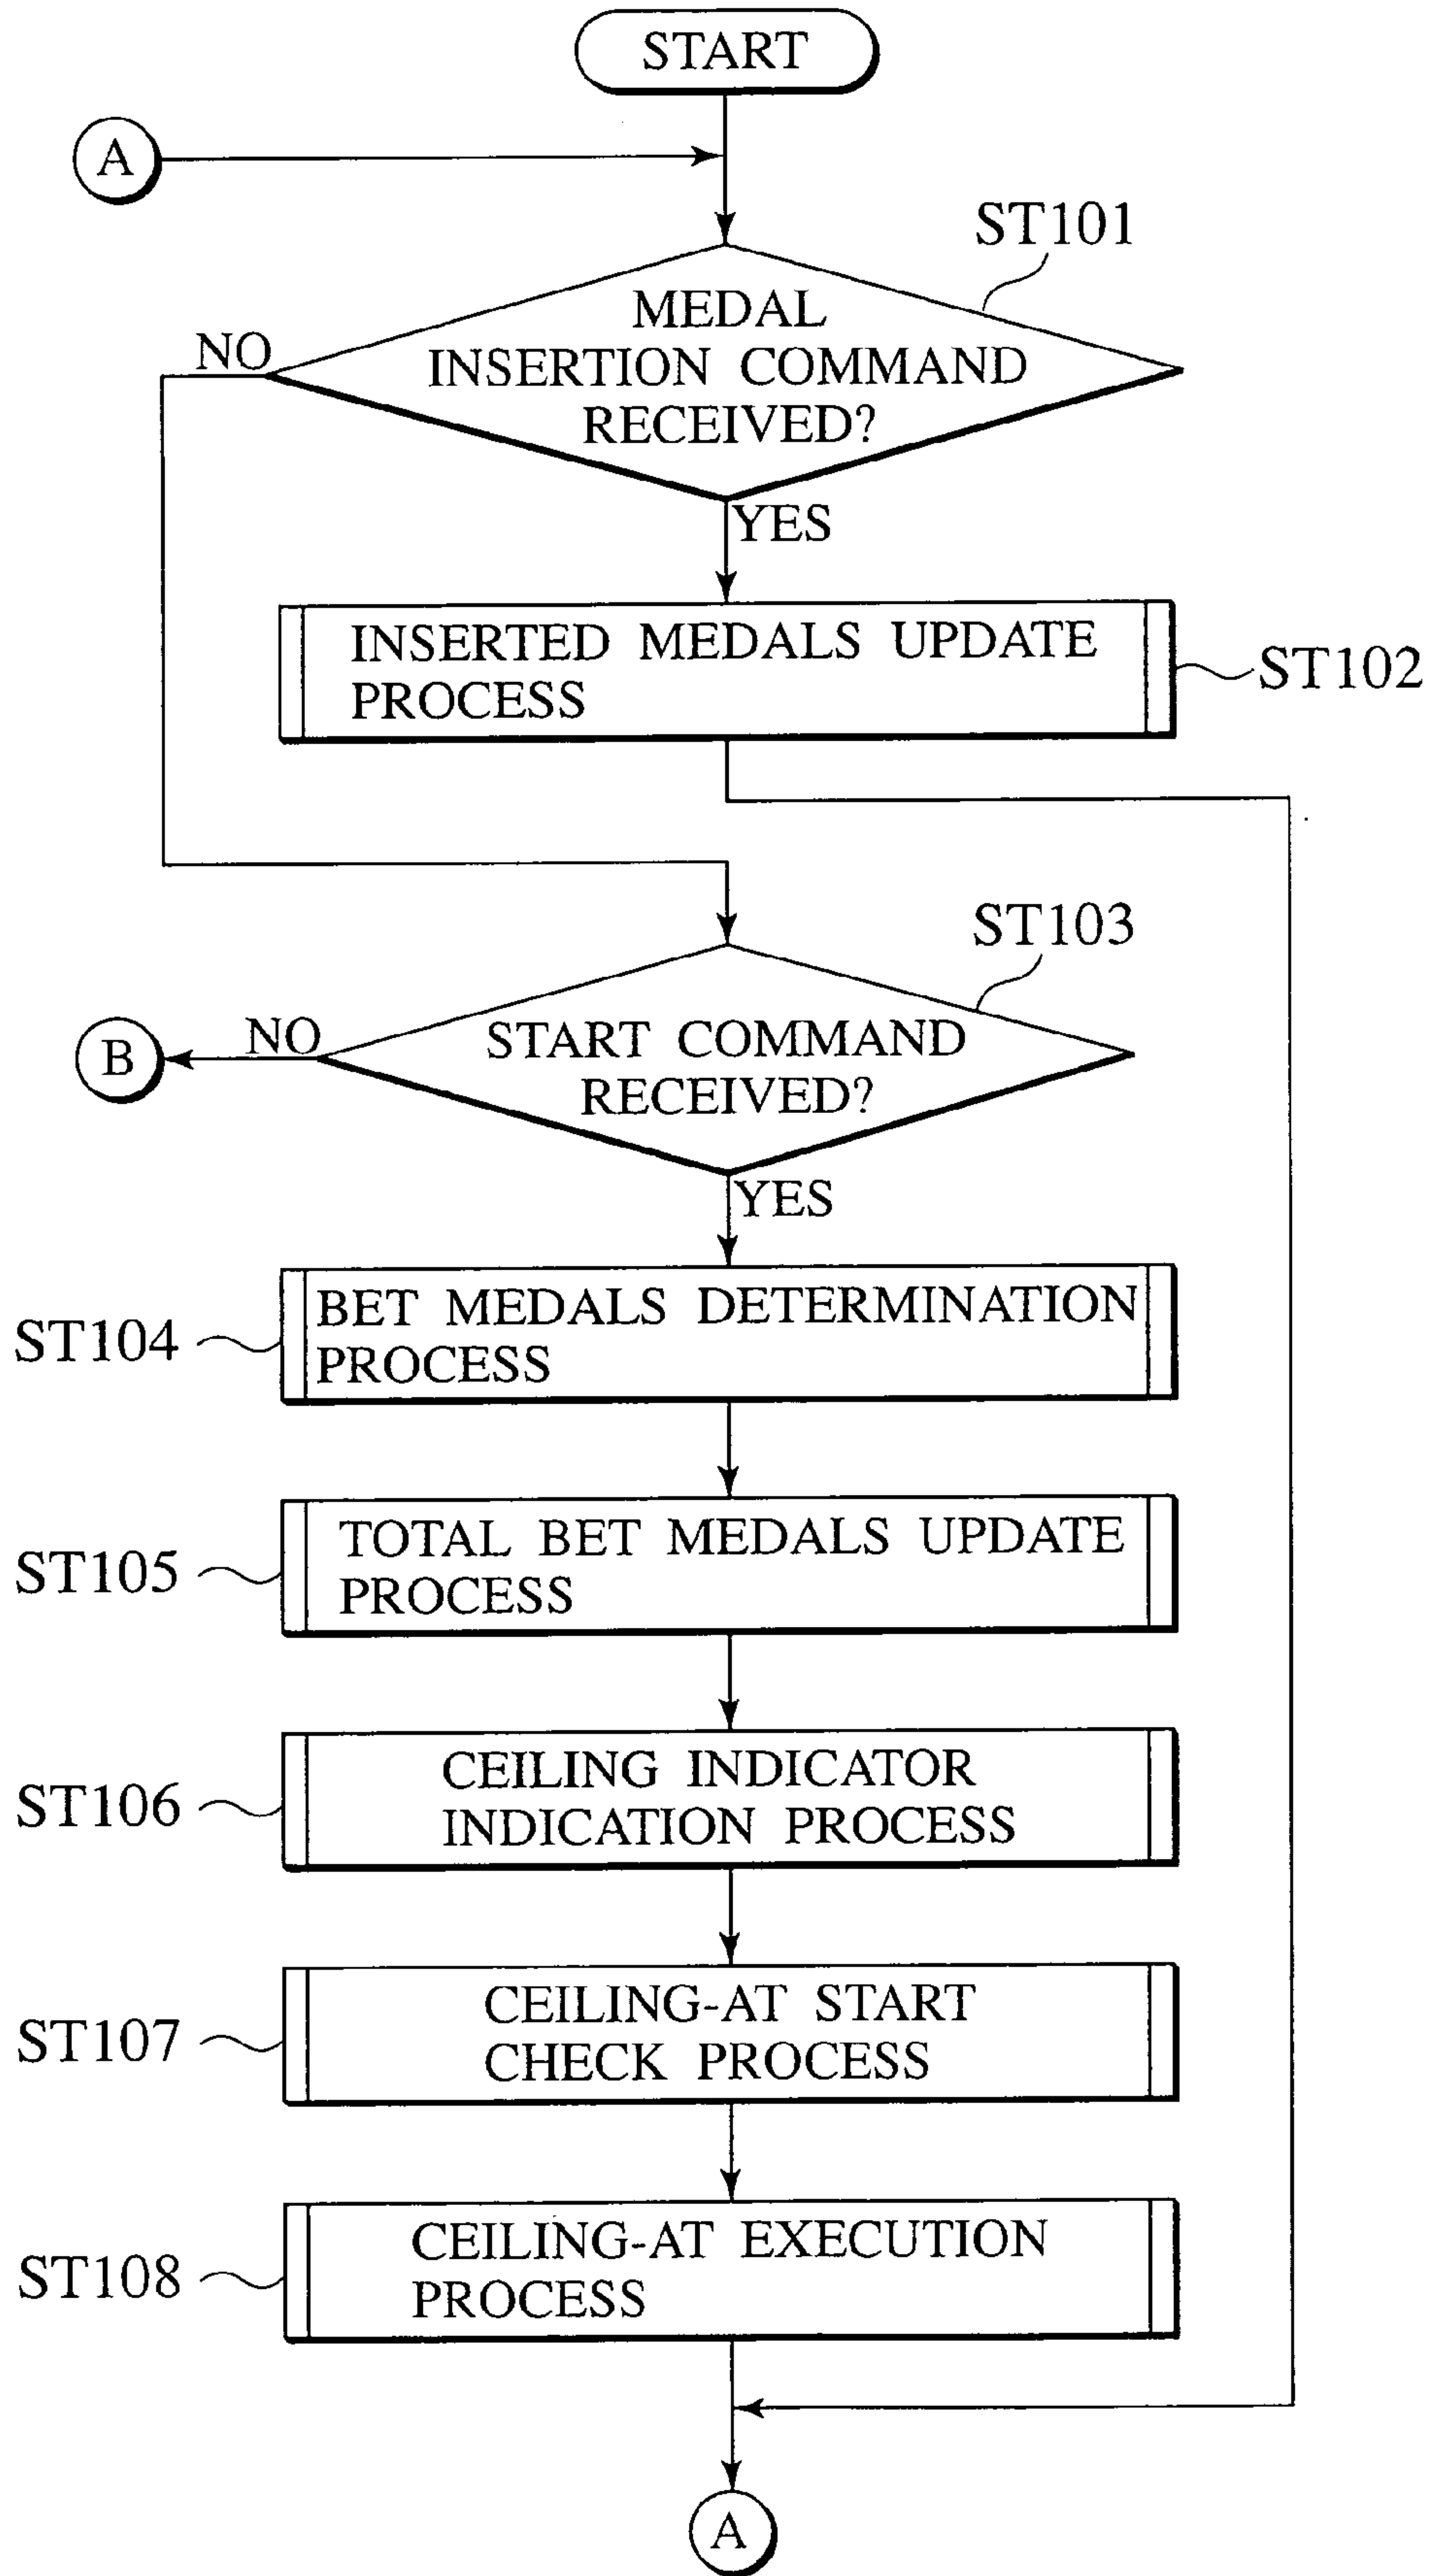 START
A
ST101
MEDAL
INSERTION COMMAND
RECEIVED?
NO
YES
INSERTED MEDALS UPDATE
PROCESS
ST102
ST103
START COMMAND
RECEIVED?
NO
B
YES
ST104
BET MEDALS DETERMINATION
PROCESS
ST105
TOTAL BET MEDALS UPDATE
PROCESS
ST106
CEILING INDICATOR
INDICATION PROCESS
ST107
CEILING-AT START
CHECK PROCESS
ST108
CEILING-AT EXECUTION
PROCESS
A